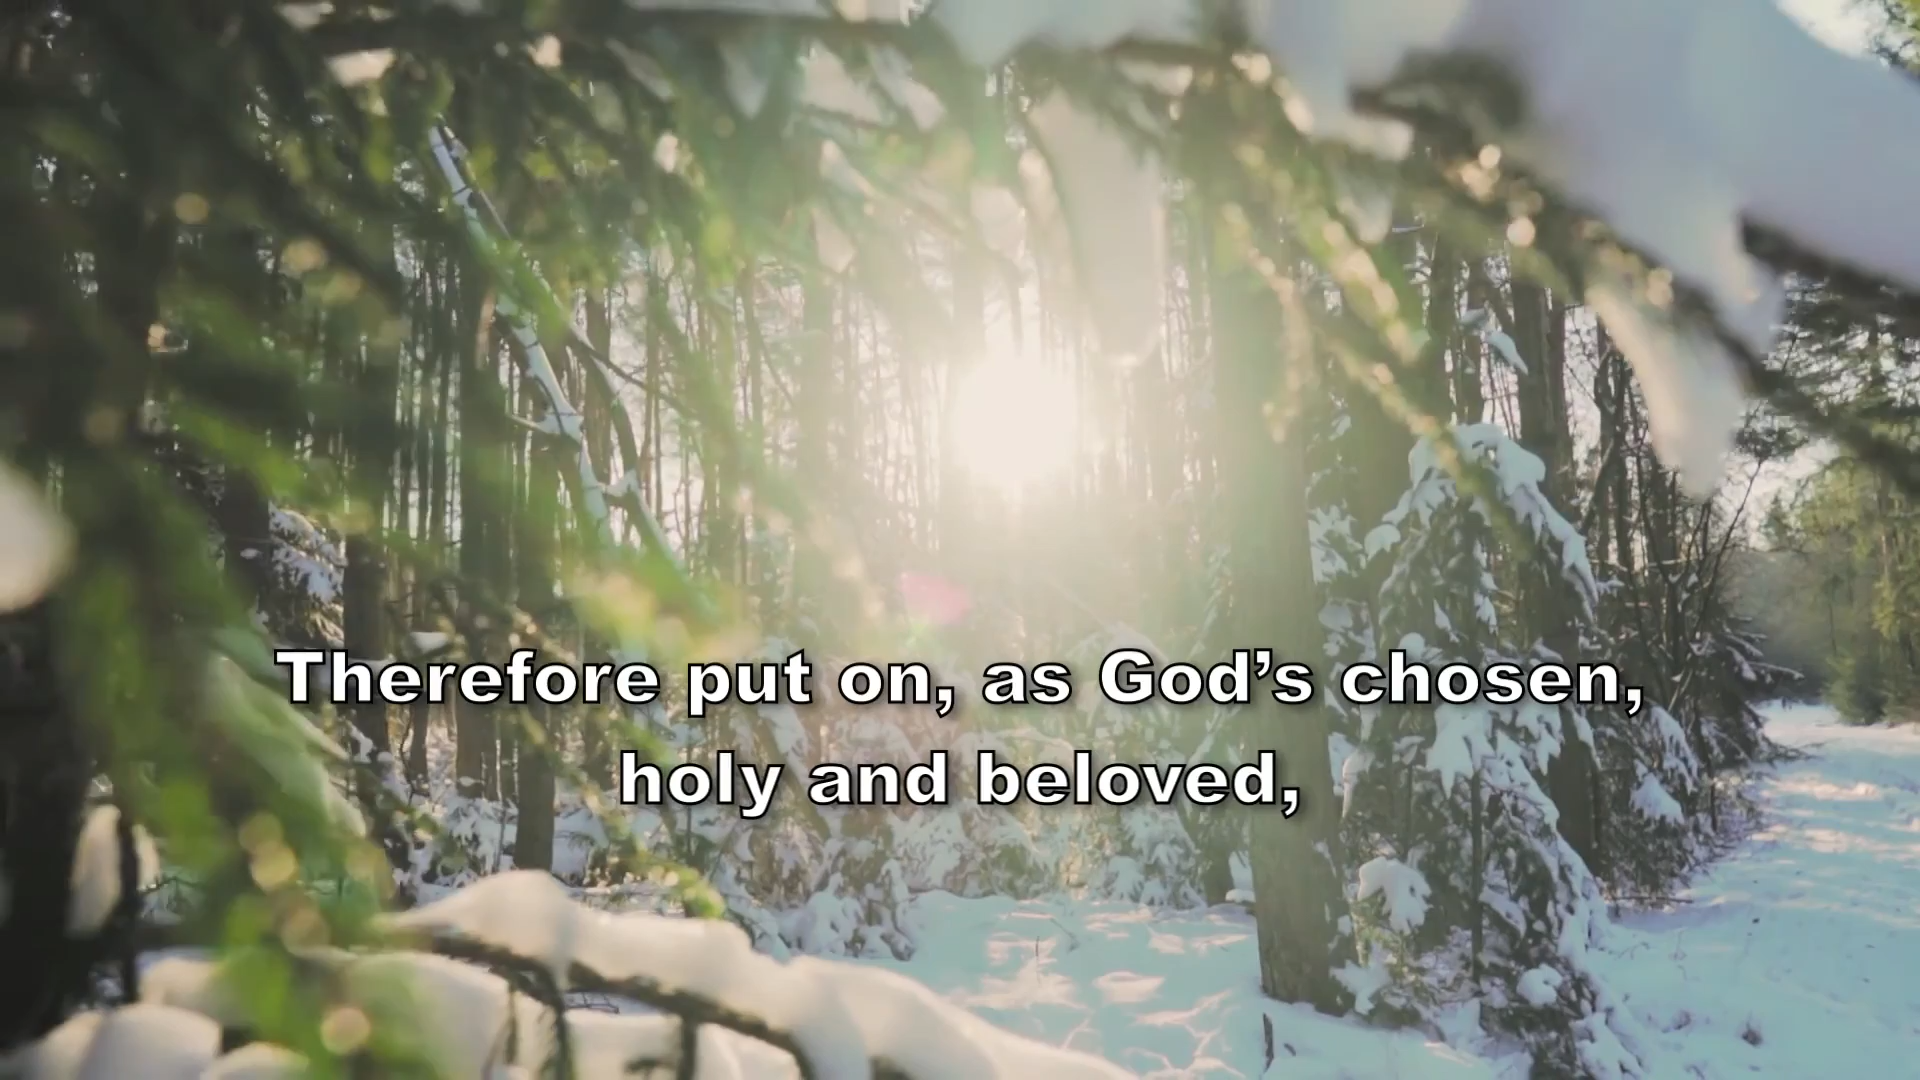 Therefore put on, as God’s chosen,
holy and beloved,